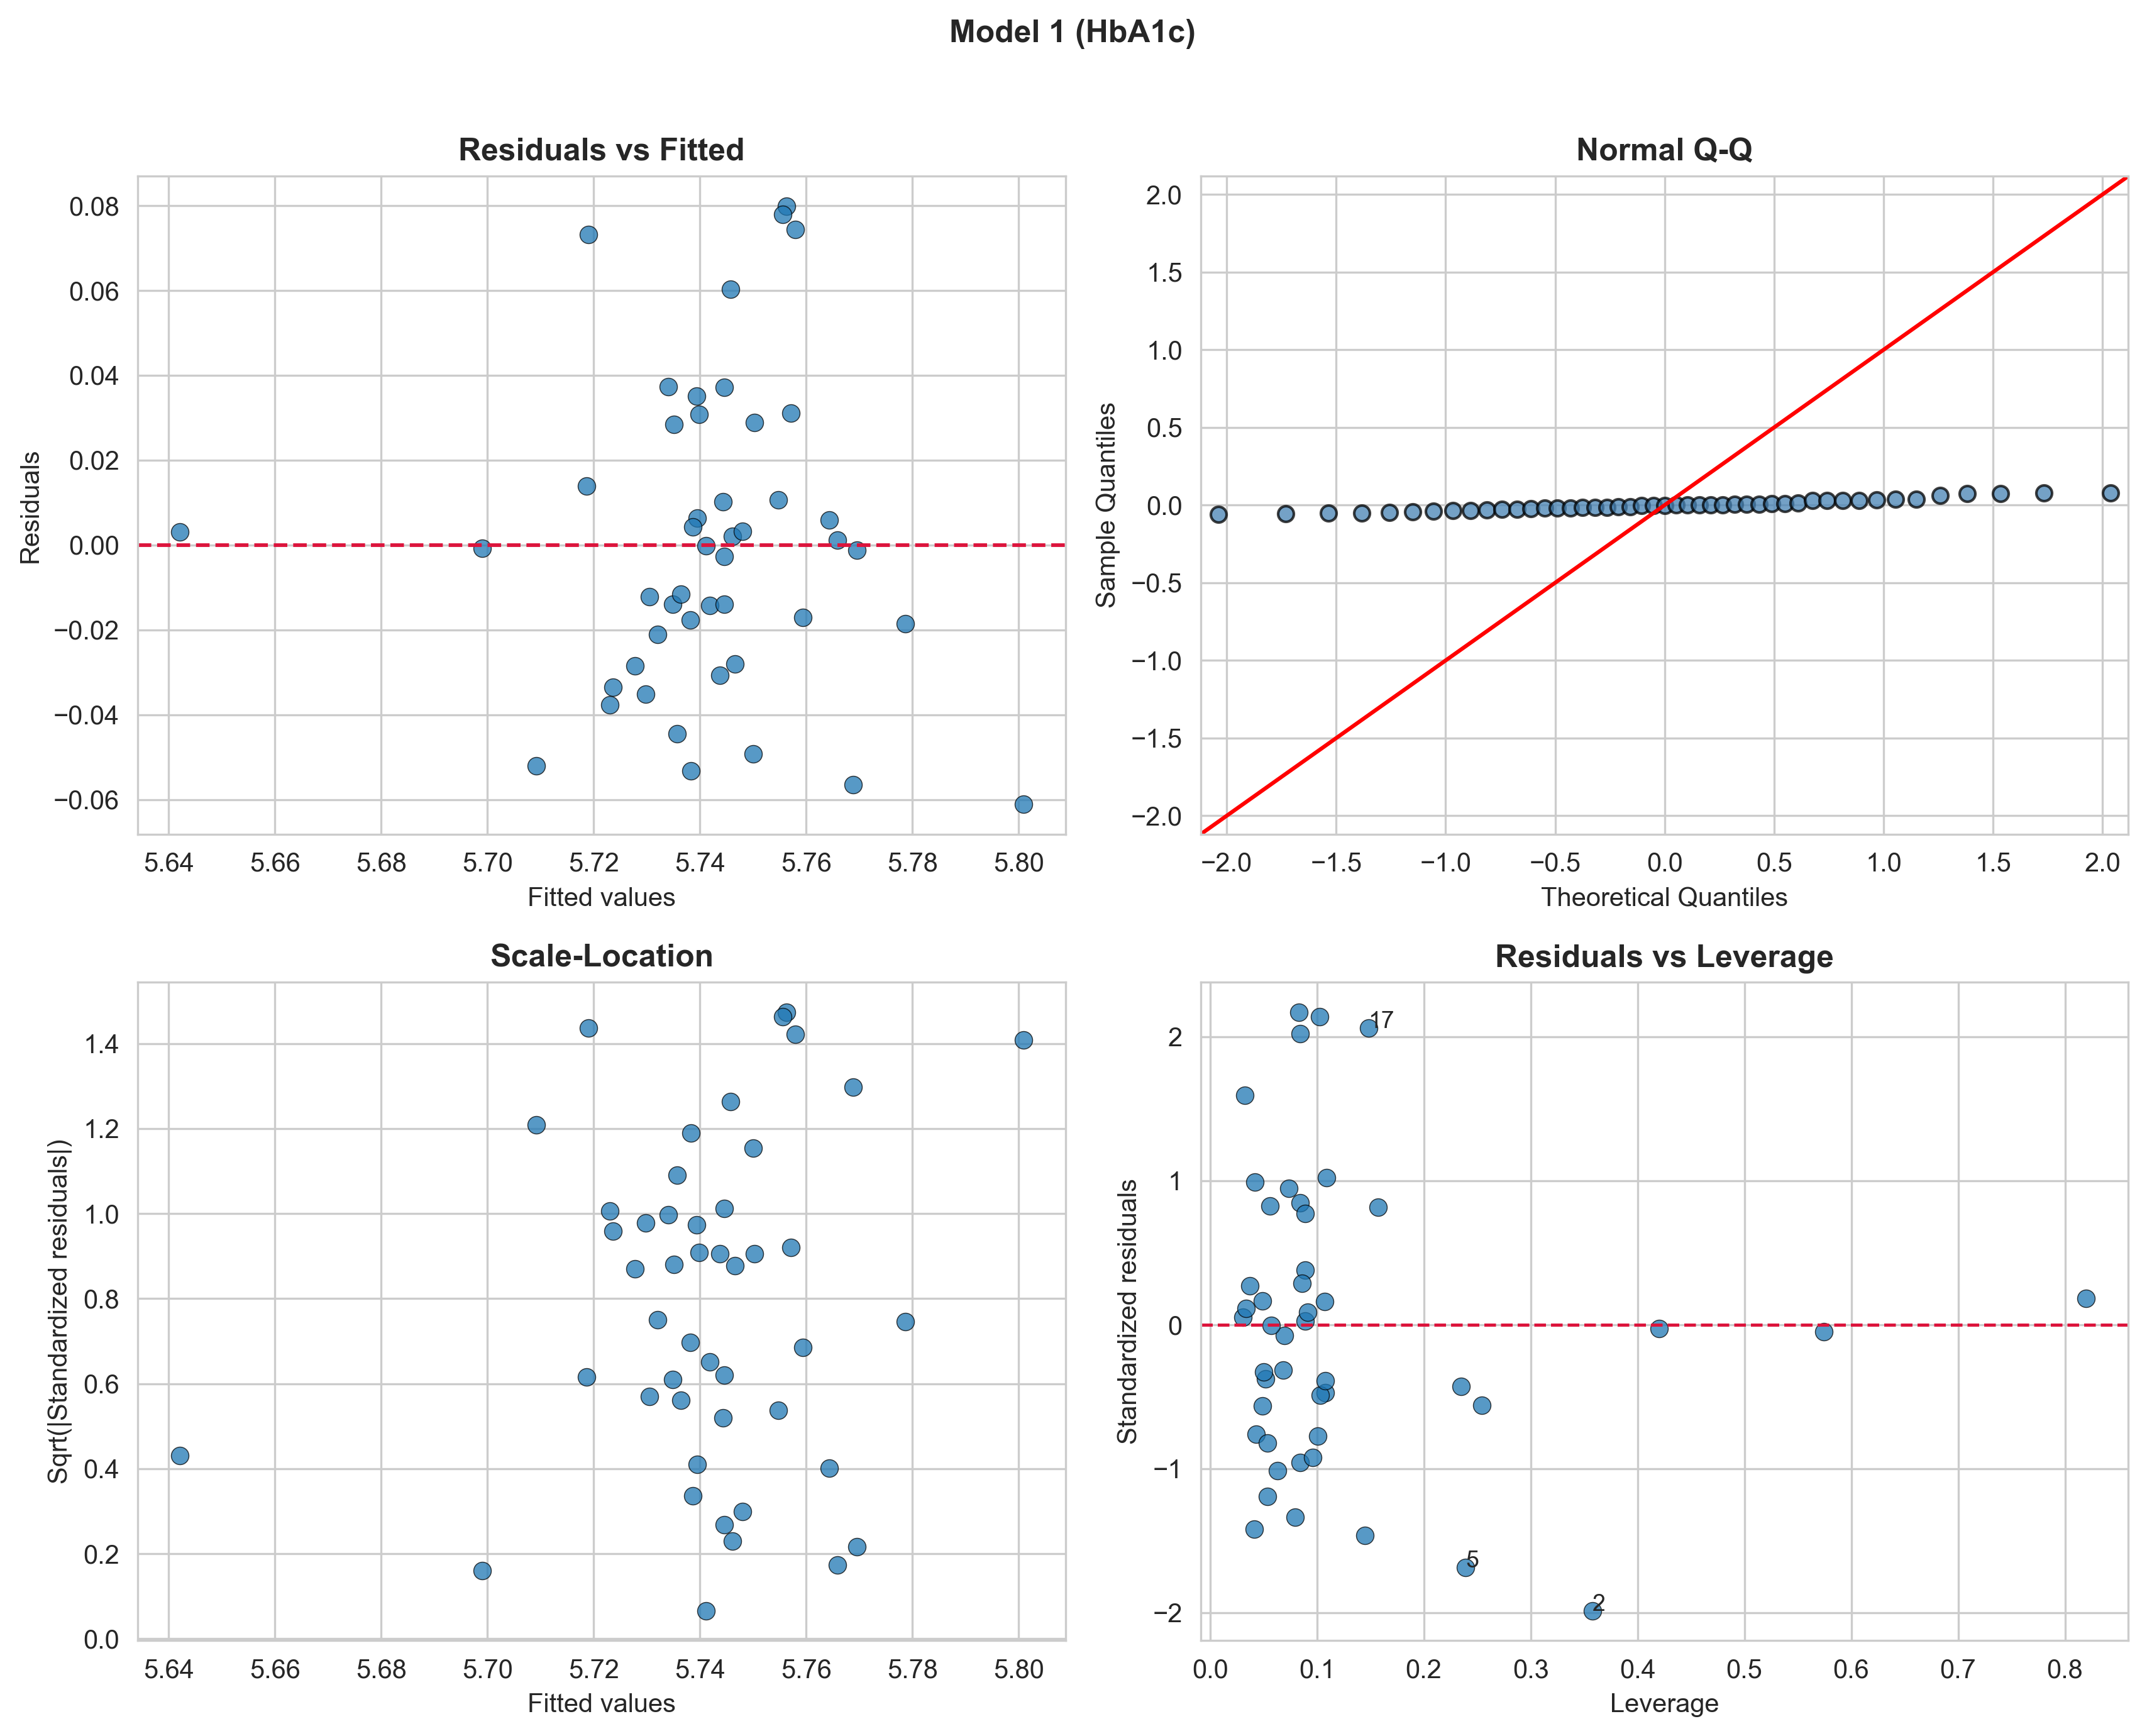 Model 1 (HbA1c)
Residuals vs Fitted
Residuals
0.08
0.06
0.04
0.02
0.00
−0.02
−0.04
−0.06
5.64 5.66 5.68 5.70 5.72 5.74 5.76 5.78 5.80
Fitted values
Normal Q-Q
Sample Quantiles
2.0
1.5
1.0
0.5
0.0
−0.5
−1.0
−1.5
−2.0
−2.0 −1.5 −1.0 −0.5 0.0 0.5 1.0 1.5 2.0
Theoretical Quantiles
Scale-Location
Sqrt(|Standardized residuals|)
1.4
1.2
1.0
0.8
0.6
0.4
0.2
0.0
5.64 5.66 5.68 5.70 5.72 5.74 5.76 5.78 5.80
Fitted values
Residuals vs Leverage
Standardized residuals
2
1
0
−1
−2
17
5
2
0.0 0.1 0.2 0.3 0.4 0.5 0.6 0.7 0.8
Leverage